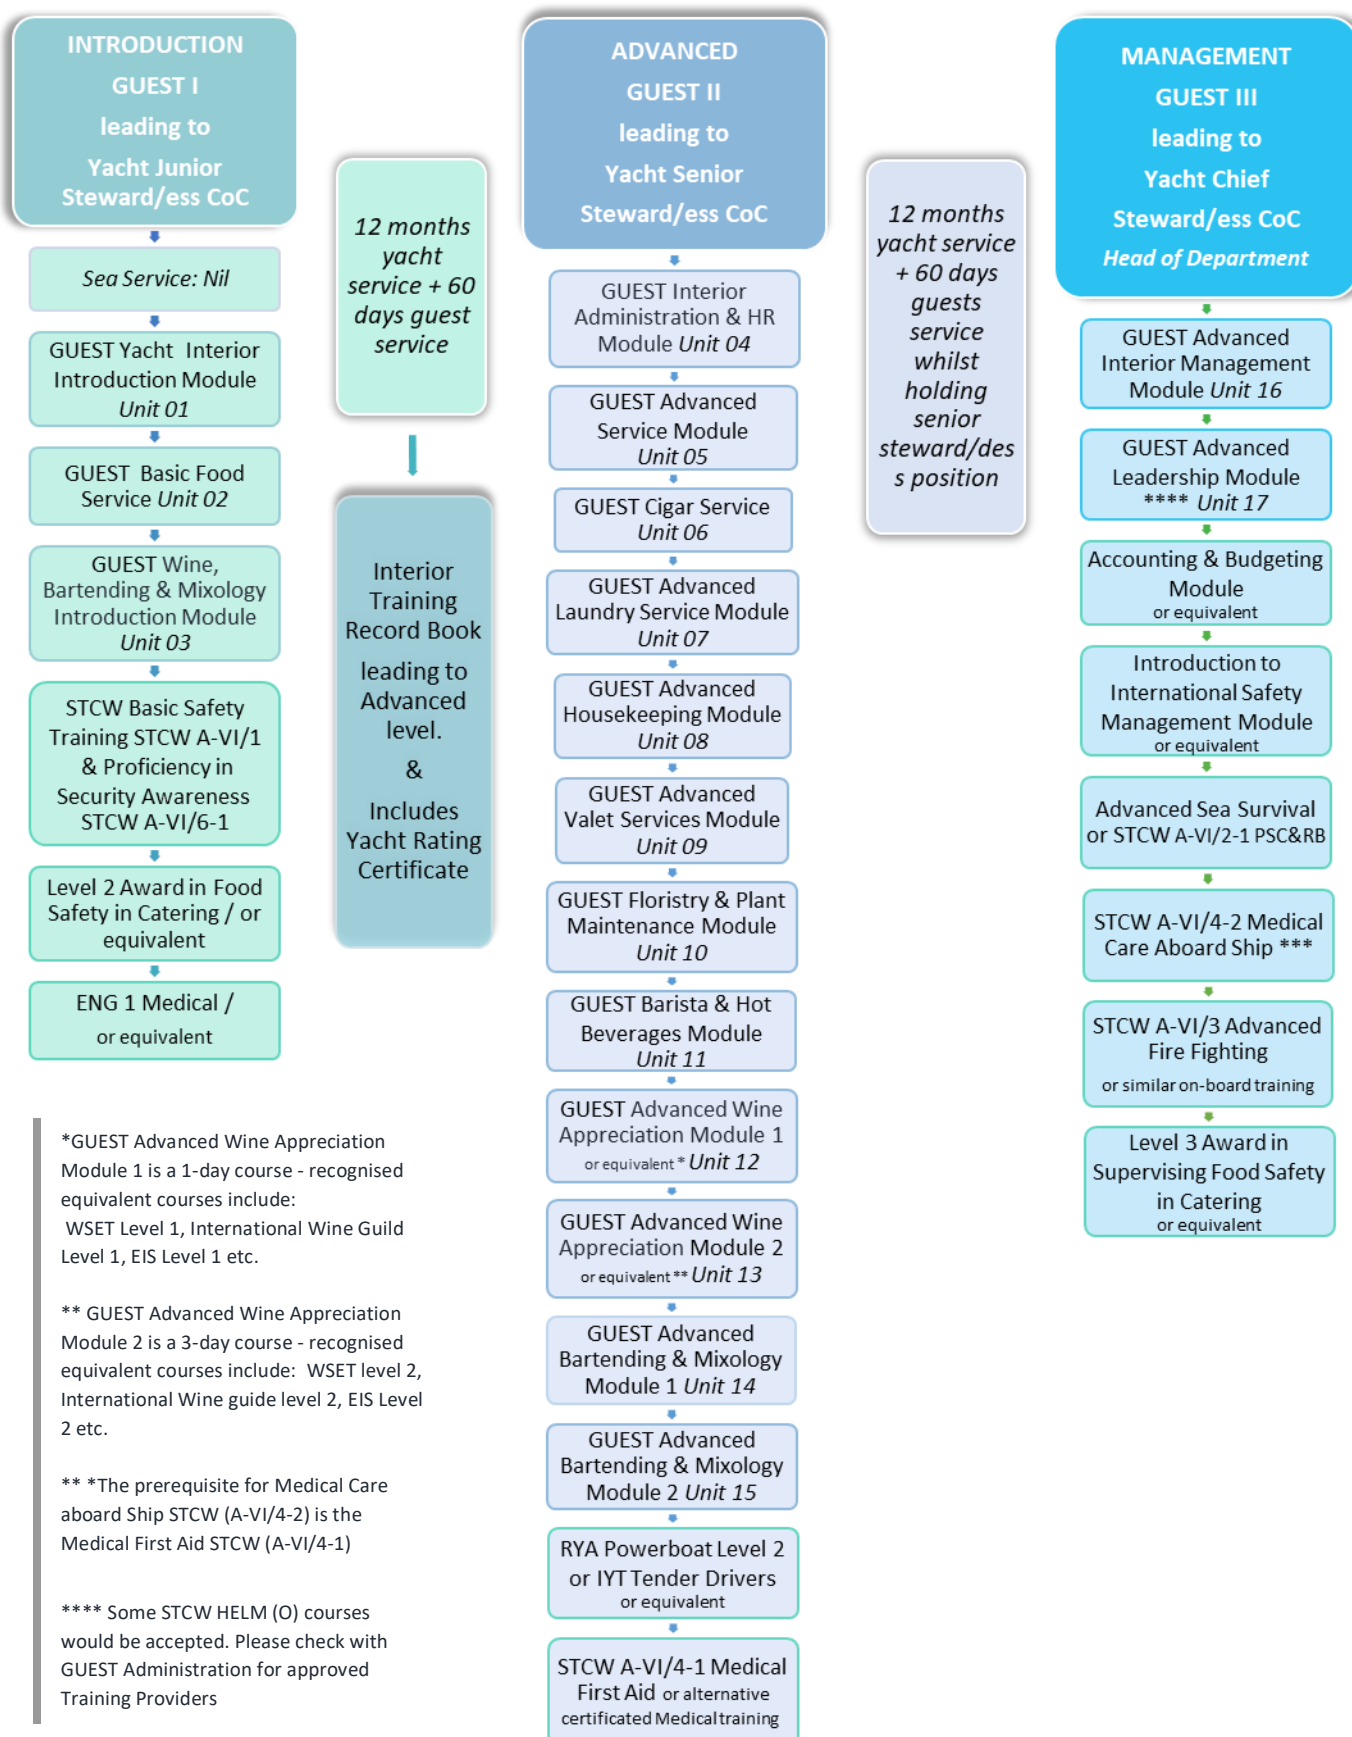 INTRODUCTION
GUEST I
leading to
Yacht Junior
Steward/ess CoC
Sea Service: Nil
GUEST Yacht Interior
Introduction Module
Unit 01
GUEST Basic Food
Service Unit 02
GUEST Wine,
Bartending & Mixology
Introduction Module
Unit 03
STCW Basic Safety
Training STCW A-VI/1
& Proficiency in
Security Awareness
STCW A-VI/6-1
Level 2 Award in Food
Safety in Catering / or
equivalent
ENG 1 Medical /
or equivalent
12 months
yacht
service + 60
days guest
service
Interior
Training
Record Book
leading to
Advanced
level.
&
Includes
Yacht Rating
Certificate
ADVANCED
GUEST II
leading to
Yacht Senior
Steward/ess CoC
GUEST Interior
Administration & HR
Module Unit 04
GUEST Advanced
Service Module
Unit 05
GUEST Cigar Service
Unit 06
GUEST Advanced
Laundry Service Module
Unit 07
GUEST Advanced
Housekeeping Module
Unit 08
GUEST Advanced
Valet Services Module
Unit 09
GUEST Floristry & Plant
Maintenance Module
Unit 10
GUEST Barista & Hot
Beverages Module
Unit 11
GUEST Advanced Wine
Appreciation Module 1
or equivalent * Unit 12
GUEST Advanced Wine
Appreciation Module 2
or equivalent ** Unit 13
GUEST Advanced
Bartending & Mixology
Module 1 Unit 14
GUEST Advanced
Bartending & Mixology
Module 2 Unit 15
RYA Powerboat Level 2
or IYT Tender Drivers
or equivalent
STCW A-VI/4-1 Medical
First Aid or alternative
certificated Medical training
12 months
yacht service
+ 60 days
guests
service
whilst
holding
senior
steward/des
s position
MANAGEMENT
GUEST III
leading to
Yacht Chief
Steward/ess CoC
Head of Department
GUEST Advanced
Interior Management
Module Unit 16
GUEST Advanced
Leadership Module
**** Unit 17
Accounting & Budgeting
Module
or equivalent
Introduction to
International Safety
Management Module
or equivalent
Advanced Sea Survival
or STCW A-VI/2-1 PSC&RB
STCW A-VI/4-2 Medical
Care Aboard Ship ***
STCW A-VI/3 Advanced
Fire Fighting
or similar on-board training
Level 3 Award in
Supervising Food Safety
in Catering
or equivalent
*GUEST Advanced Wine Appreciation
Module 1 is a 1-day course - recognised
equivalent courses include:
WSET Level 1, International Wine Guild
Level 1, EIS Level 1 etc.
** GUEST Advanced Wine Appreciation
Module 2 is a 3-day course - recognised
equivalent courses include: WSET level 2,
International Wine guide level 2, EIS Level
2 etc.
** *The prerequisite for Medical Care
aboard Ship STCW (A-VI/4-2) is the
Medical First Aid STCW (A-VI/4-1)
**** Some STCW HELM (O) courses
would be accepted. Please check with
GUEST Administration for approved
Training Providers